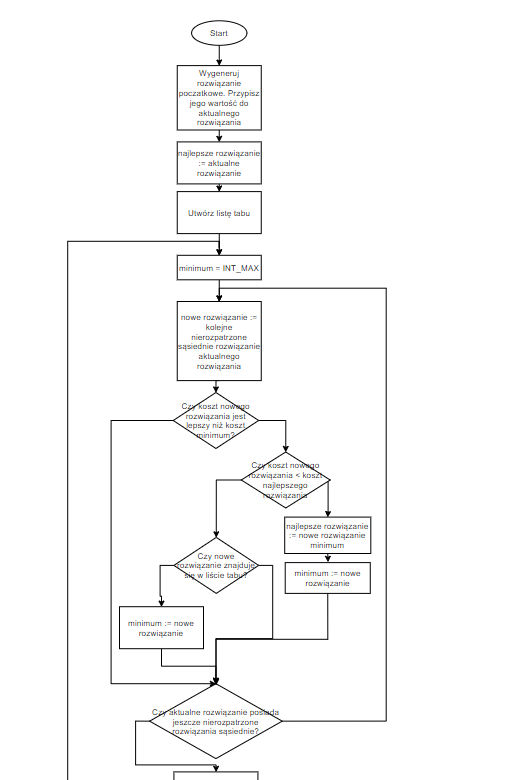 Start
Wygeneruj
rozwiązanie
początkowe. Przypisz
jego wartość do
aktualnego
rozwiązania
najlepsze rozwiązanie
:= aktualne
rozwiązanie
Utwórz listę tabu
minimum = INT_MAX
nowe rozwiązanie :=
kolejne
nierozpatrzone
sąsiednie rozwiązanie
aktualnego
rozwiązania
Czy koszt nowego
rozwiązania jest
lepszy niż koszt
minimum?
Czy koszt nowego
rozwiązania < koszt
najlepszego
rozwiązania
najlepsze rozwiązanie
:= nowe rozwiązanie
minimum
Czy nowe
rozwiązanie znajduje
się w liście tabu?
minimum := nowe
rozwiązanie
minimum := nowe
rozwiązanie
Czy aktualne rozwiązanie posiada
jeszcze nierozpatrzone
rozwiązania sąsiednie?